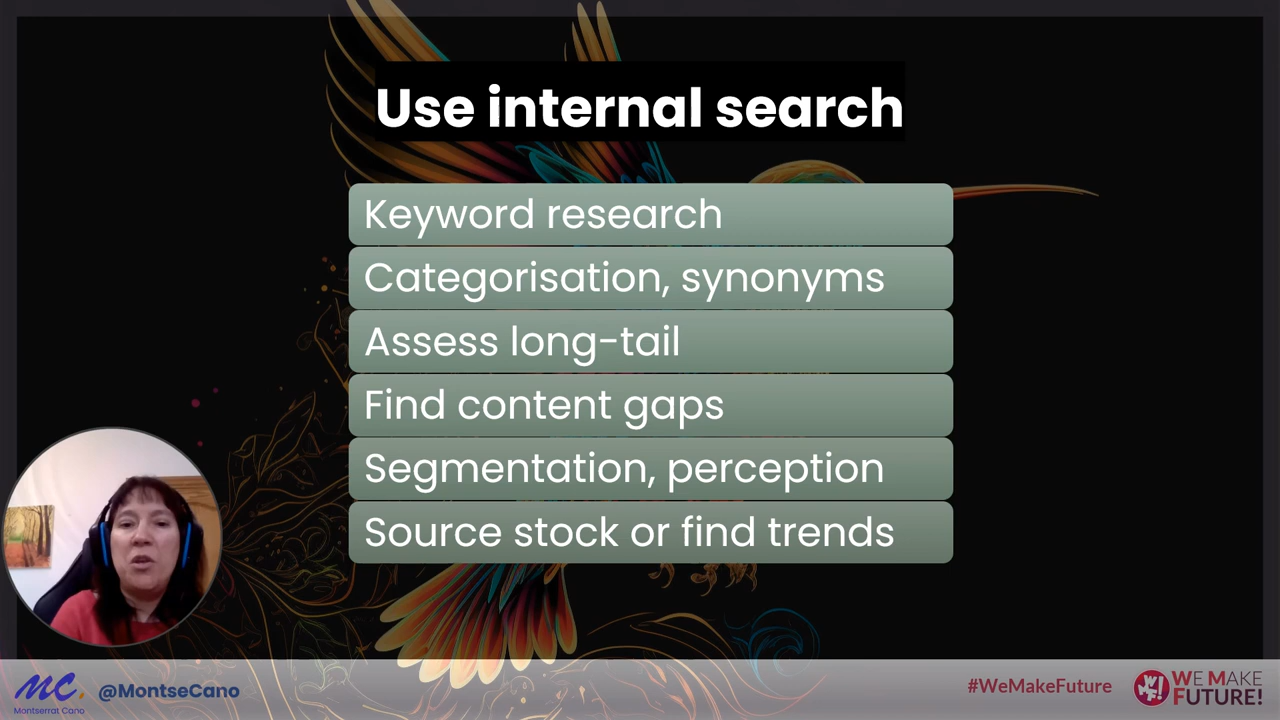 Use internal search
Keyword research
Categorisation, synonyms
Assess long-tail
Find content gaps
Segmentation, perception
Source stock or find trends
MC.
Montserrat Cano
@MontseCano
#WeMakeFuture
WE MAKE
FUTURE!